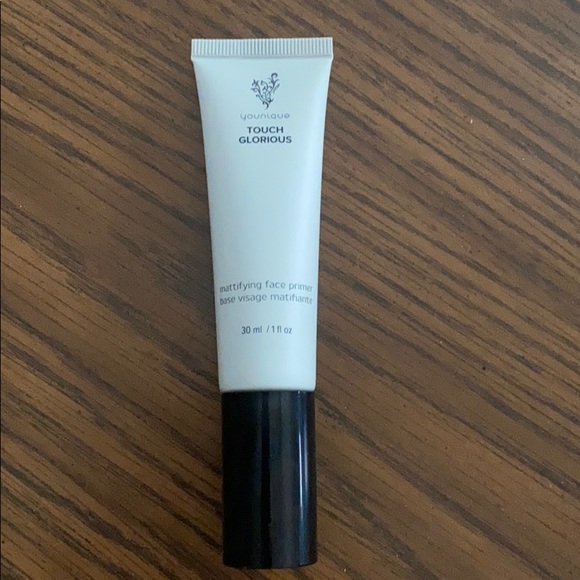 younique
TOUCH
GLORIOUS
mattifying face primer
base visage matifiante
30 ml / 1 fl oz